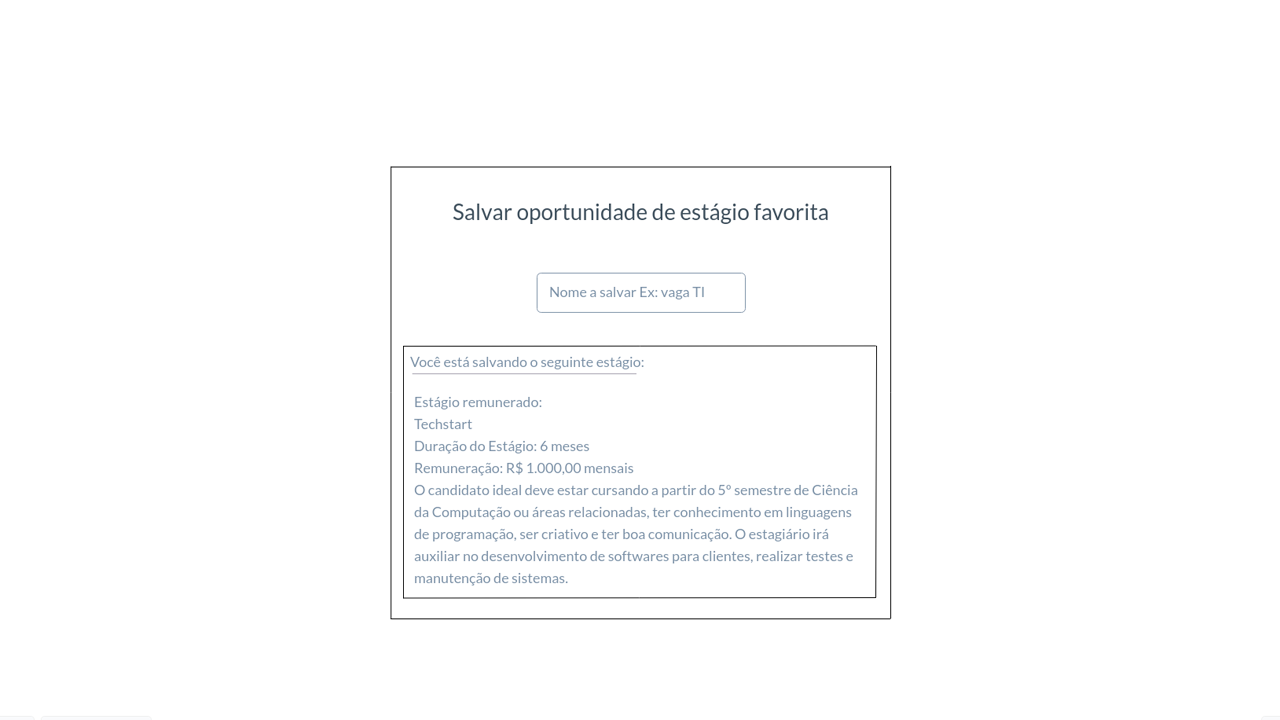 Salvar oportunidade de estágio favorita
Nome a salvar Ex: vaga TI
Você está salvando o seguinte estágio:
Estágio remunerado:
Techstart
Duração do Estágio: 6 meses
Remuneração: R$ 1.000,00 mensais
O candidato ideal deve estar cursando a partir do 5º semestre de Ciência
da Computação ou áreas relacionadas, ter conhecimento em linguagens
de programação, ser criativo e ter boa comunicação. O estagiário irá
auxiliar no desenvolvimento de softwares para clientes, realizar testes e
manutenção de sistemas.